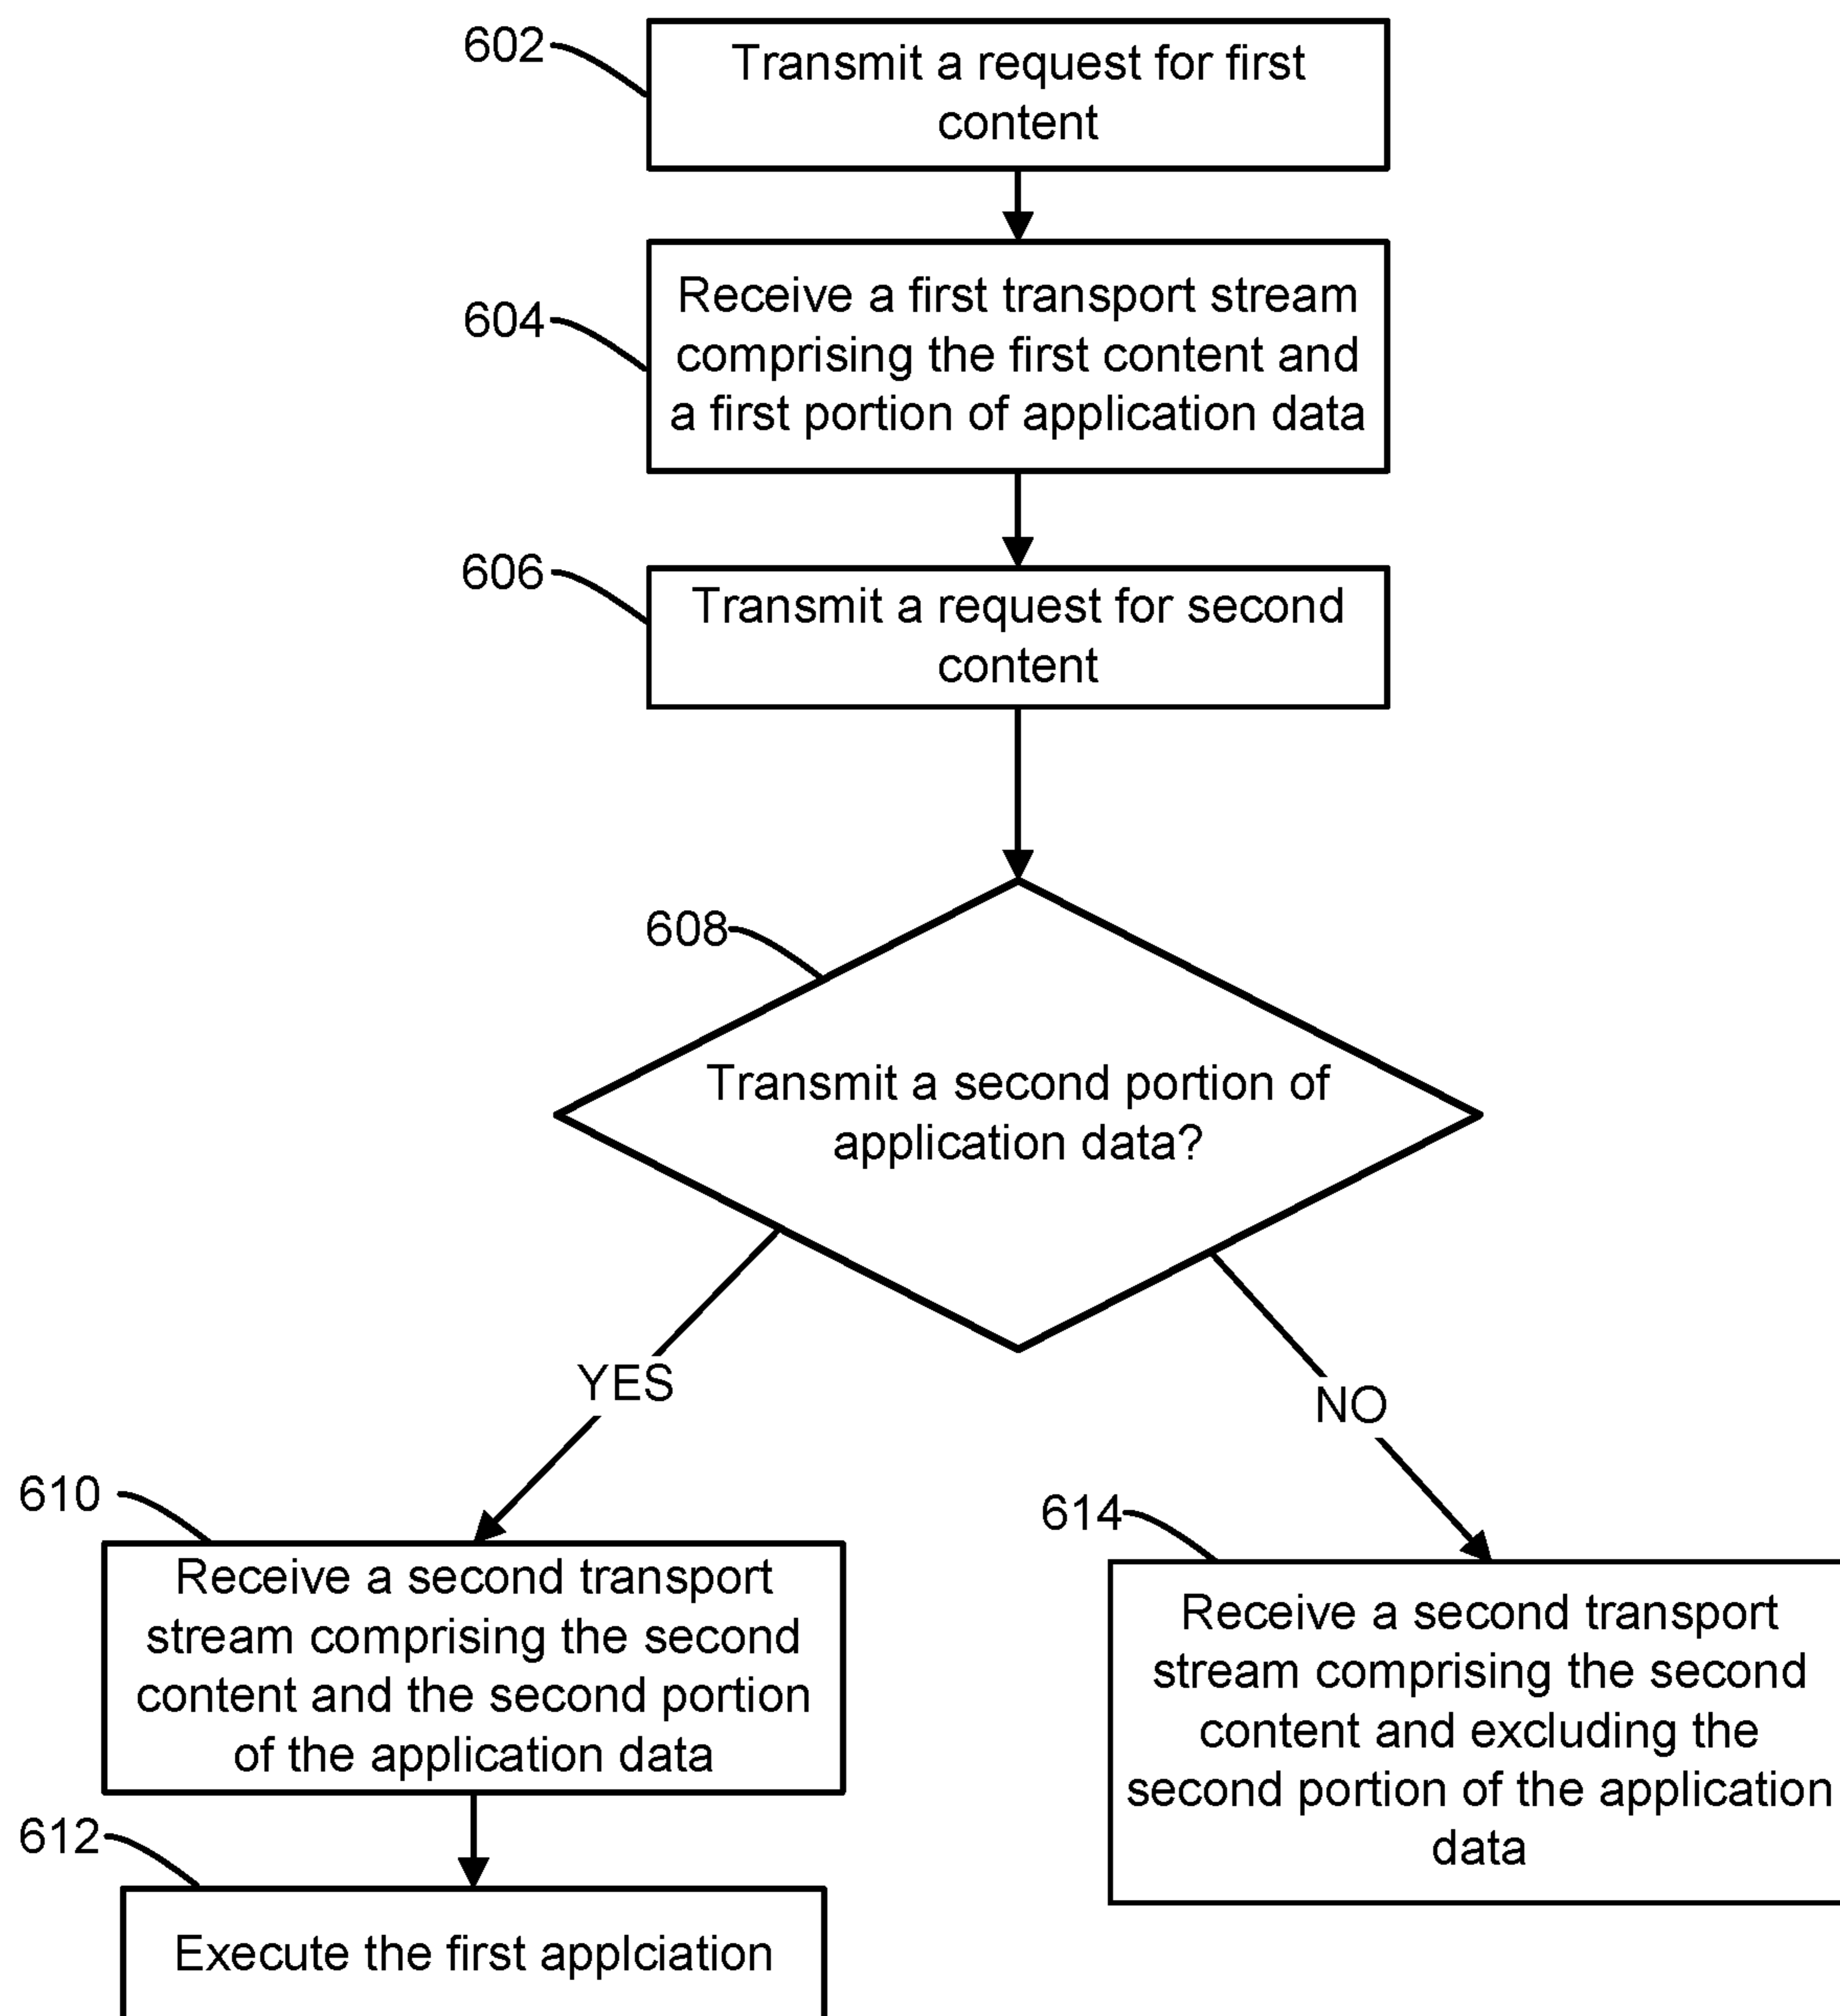 602
Transmit a request for first
content
604
Receive a first transport stream
comprising the first content and
a first portion of application data
606
Transmit a request for second
content
608
Transmit a second portion of
application data?
YES
NO
610
Receive a second transport
stream comprising the second
content and the second portion
of the application data
614
Receive a second transport
stream comprising the second
content and excluding the
second portion of the application
data
612
Execute the first applciation